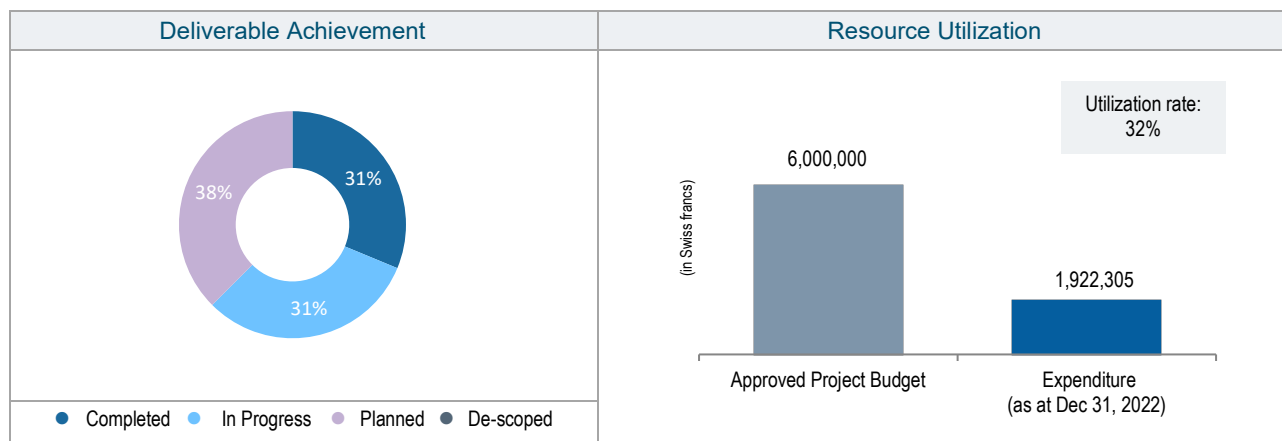 Deliverable Achievement
Resource Utilization
31%
38%
31%
Completed
In Progress
Planned
De-scoped
Utilization rate:
32%
6,000,000
(in Swiss francs)
1,922,305
Approved Project Budget
Expenditure
(as at Dec 31, 2022)